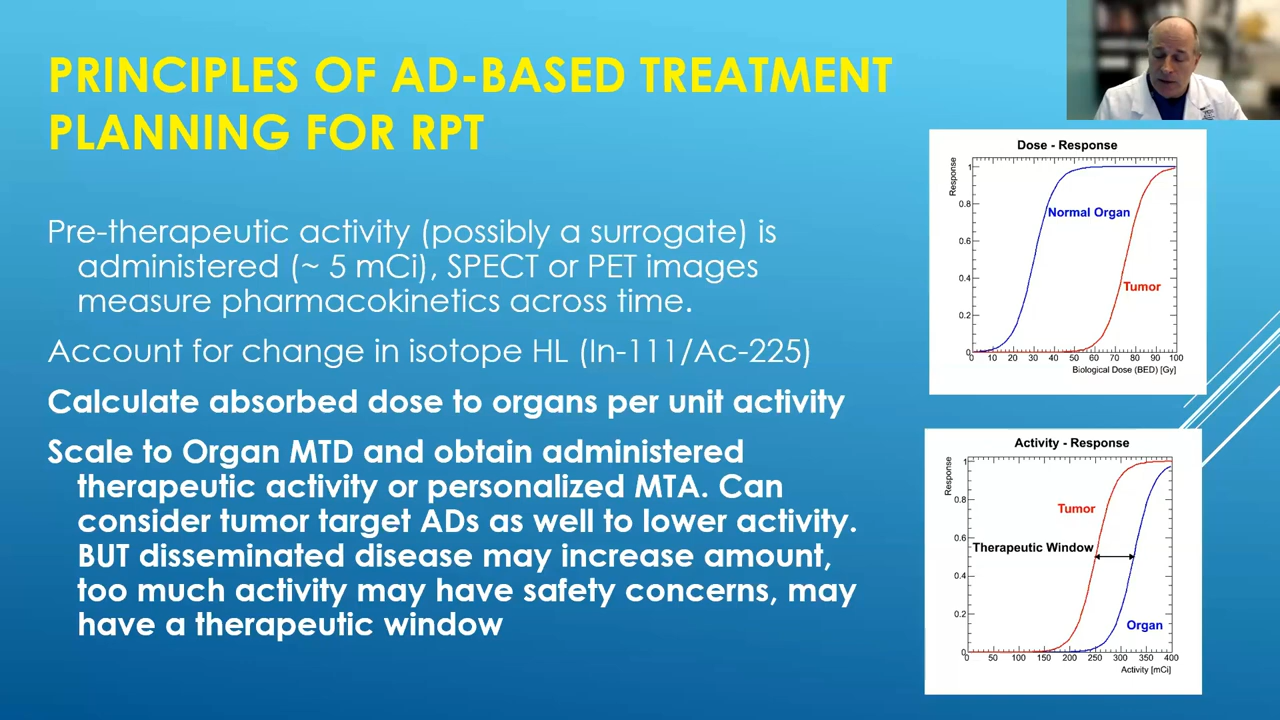 PRINCIPLES OF AD-BASED TREATMENT
PLANNING FOR RPT
Pre-therapeutic activity (possibly a surrogate) is
administered (~ 5 mCi), SPECT or PET images
measure pharmacokinetics across time.
Account for change in isotope HL (In-111/Ac-225)
Calculate absorbed dose to organs per unit activity
Scale to Organ MTD and obtain administered
therapeutic activity or personalized MTA. Can
consider tumor target ADs as well to lower activity.
BUT disseminated disease may increase amount,
too much activity may have safety concerns, may
have a therapeutic window
Dose - Response
Response
1
0.8
0.6
0.4
0.2
0
Normal Organ
Tumor
0 10 20 30 40 50 60 70 80 90 100
Biological Dose (BED) [Gy]
Activity - Response
Response
1
0.8
0.6
0.4
0.2
0
Tumor
Therapeutic Window
Organ
0 50 100 150 200 250 300 350 400
Activity [mCi]